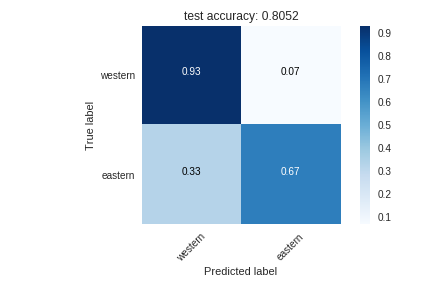 test accuracy: 0.8052
True label
western
eastern
0.93
0.07
0.33
0.67
western
eastern
Predicted label
0.9
0.8
0.7
0.6
0.5
0.4
0.3
0.2
0.1